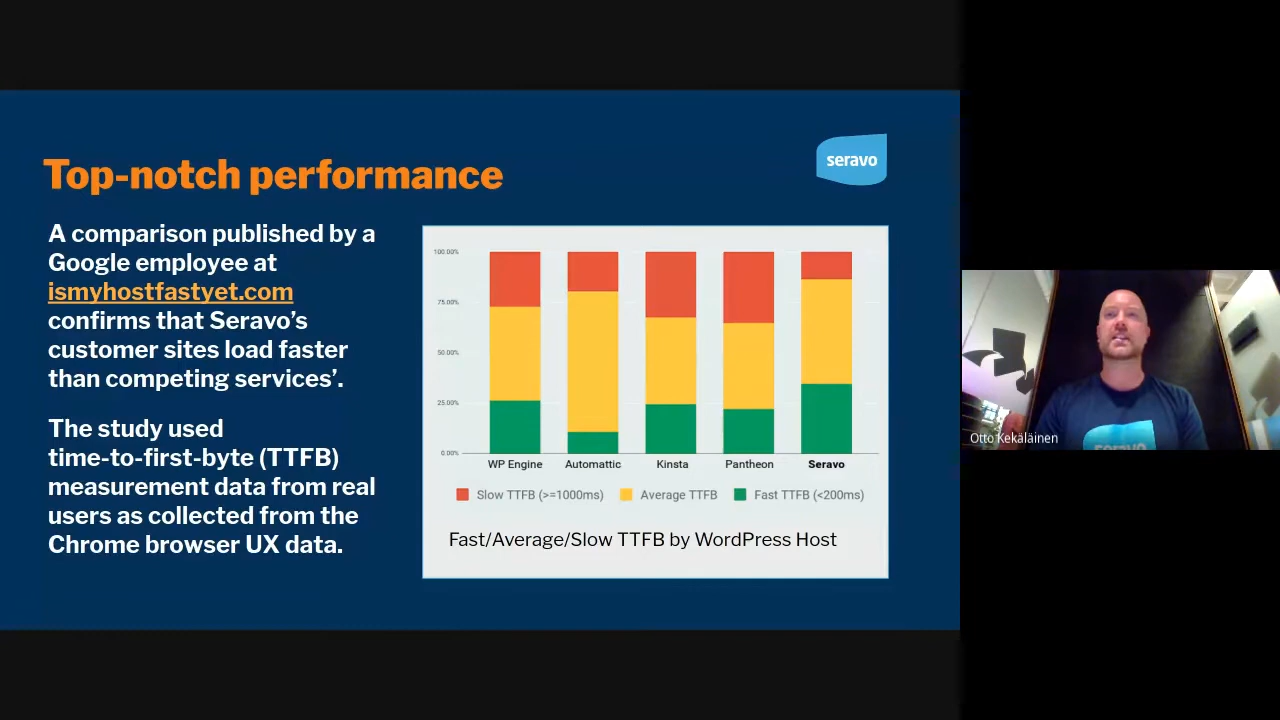 Top-notch performance
seravo
A comparison published by a
Google employee at
ismyhostfastyet.com
confirms that Seravo’s
customer sites load faster
than competing services’.
The study used
time-to-first-byte (TTFB)
measurement data from real
users as collected from the
Chrome browser UX data.
100.00%
75.00%
50.00%
25.00%
0.00%
WP Engine Automattic Kinsta Pantheon Seravo
Slow TTFB (>=1000ms) Average TTFB Fast TTFB (<200ms)
Fast/Average/Slow TTFB by WordPress Host
Otto Kekäläinen
seravo